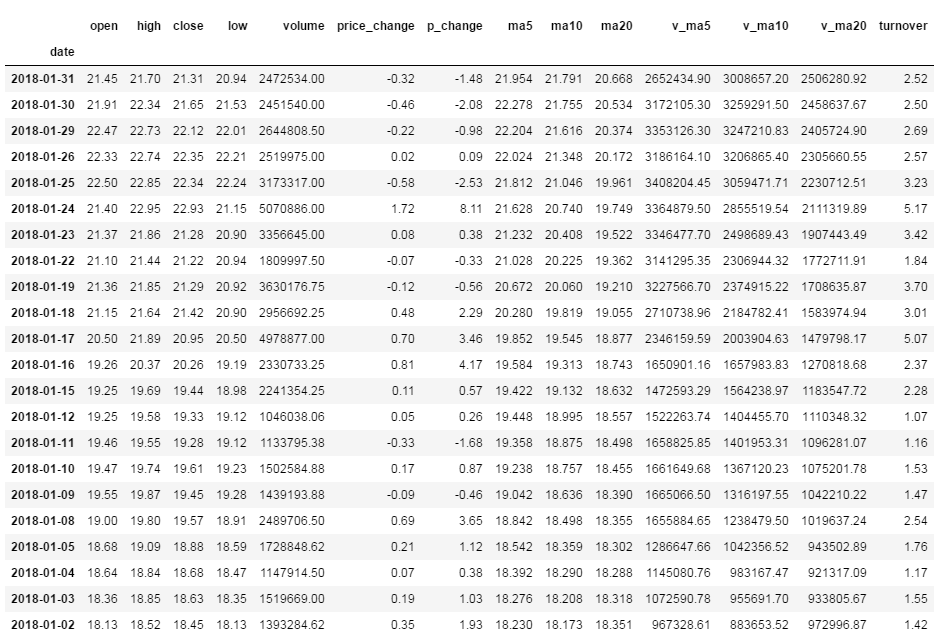 open high close low volume price_change p_change ma5 ma10 ma20 v_ma5 v_ma10 v_ma20 turnover
date
2018-01-31 21.45 21.70 21.31 20.94 2472534.00 -0.32 -1.48 21.954 21.791 20.668 2652434.90 3008657.20 2506280.92 2.52
2018-01-30 21.91 22.34 21.65 21.53 2451540.00 -0.46 -2.08 22.278 21.755 20.534 3172105.30 3259291.50 2458637.67 2.50
2018-01-29 22.47 22.73 22.12 22.01 2644808.50 -0.22 -0.98 22.204 21.616 20.374 3353126.30 3247210.83 2405724.90 2.69
2018-01-26 22.33 22.74 22.35 22.21 2519975.00 0.02 0.09 22.024 21.348 20.172 3186164.10 3206865.40 2305660.55 2.57
2018-01-25 22.50 22.85 22.34 22.24 3173317.00 -0.58 -2.53 21.812 21.046 19.961 3408204.45 3059471.71 2230712.51 3.23
2018-01-24 21.40 22.95 22.93 21.15 5070886.00 1.72 8.11 21.628 20.740 19.749 3364879.50 2855519.54 2111319.89 5.17
2018-01-23 21.37 21.86 21.28 20.90 3356645.00 0.08 0.38 21.232 20.408 19.522 3346477.70 2498689.43 1907443.49 3.42
2018-01-22 21.10 21.44 21.22 20.94 1809997.50 -0.07 -0.33 21.028 20.225 19.362 3141295.35 2306944.32 1772711.91 1.84
2018-01-19 21.36 21.85 21.29 20.92 3630176.75 -0.12 -0.56 20.672 20.060 19.210 3227566.70 2374915.22 1708635.87 3.70
2018-01-18 21.15 21.64 21.42 20.90 2956692.25 0.48 2.29 20.280 19.819 19.055 2710738.96 2184782.41 1583974.94 3.01
2018-01-17 20.50 21.89 20.95 20.50 4978877.00 0.70 3.46 19.852 19.545 18.877 2346159.59 2003904.63 1479798.17 5.07
2018-01-16 19.26 20.37 20.26 19.19 2330733.25 0.81 4.17 19.584 19.313 18.743 1650901.16 1657983.83 1270818.68 2.37
2018-01-15 19.25 19.69 19.44 18.98 2241354.25 0.11 0.57 19.422 19.132 18.632 1472593.29 1564238.97 1183547.72 2.28
2018-01-12 19.25 19.58 19.33 19.12 1046038.06 0.05 0.26 19.448 18.995 18.557 1522263.74 1404455.70 1110348.32 1.07
2018-01-11 19.46 19.55 19.28 19.12 1133795.38 -0.33 -1.68 19.358 18.875 18.498 1658825.85 1401953.31 1096281.07 1.16
2018-01-10 19.47 19.74 19.61 19.23 1502584.88 0.17 0.87 19.238 18.757 18.455 1661649.68 1367120.23 1075201.78 1.53
2018-01-09 19.55 19.87 19.45 19.28 1439193.88 -0.09 -0.46 19.042 18.636 18.390 1665066.50 1316197.55 1042210.22 1.47
2018-01-08 19.00 19.80 19.57 18.91 2489706.50 0.69 3.65 18.842 18.498 18.355 1655884.65 1238479.50 1019637.24 2.54
2018-01-05 18.68 19.09 18.88 18.59 1728848.62 0.21 1.12 18.542 18.359 18.302 1286647.66 1042356.52 943502.89 1.76
2018-01-04 18.64 18.84 18.68 18.47 1147914.50 0.07 0.38 18.392 18.290 18.288 1145080.76 983167.47 921317.09 1.17
2018-01-03 18.36 18.85 18.63 18.35 1519669.00 0.19 1.03 18.276 18.208 18.318 1072590.78 955691.70 933805.67 1.55
2018-01-02 18.13 18.52 18.45 18.13 1393284.62 0.35 1.93 18.230 18.173 18.351 967328.61 883653.52 972996.87 1.42